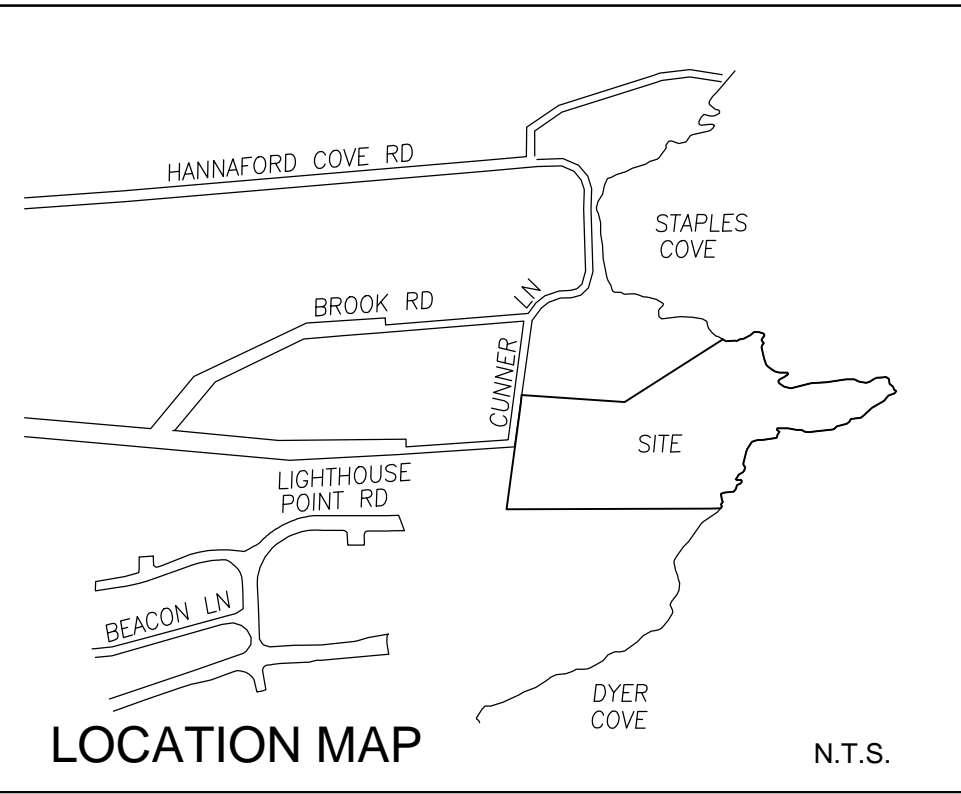 HANNAFORD COVE RD
STAPLES
COVE
LN
BROOK RD
CUNNER
SITE
LIGHTHOUSE
POINT RD
BEACON LN
DYER
COVE
LOCATION MAP
N.T.S.